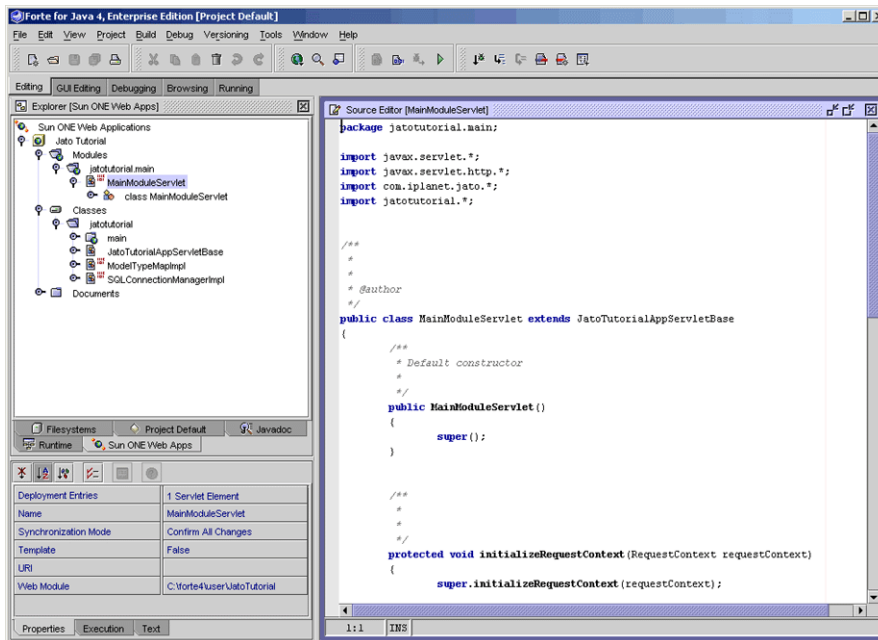 Forte for Java 4, Enterprise Edition [Project Default]
File Edit View Project Build Debug Versioning Tools Window Help
Editing GUI Editing Debugging Browsing Running
Explorer [Sun ONE Web Apps]
Sun ONE Web Applications
Jato Tutorial
Modules
jatotutorial.main
MainModuleServlet
class MainModuleServlet
Classes
jatotutorial
main
JatoTutorialAppServletBase
ModelTypeMapImpl
SQLConnectionManagerImpl
Documents
Filesystems Project Default Javadoc
Runtime Sun ONE Web Apps
Deployment Entries 1 Servlet Element
Name MainModuleServlet
Synchronization Mode Confirm All Changes
Template False
URI
Web Module C:\forte4\user\JatoTutorial
Properties Execution Text
Source Editor [MainModuleServlet]
package jatotutorial.main;
import javax.servlet.*;
import javax.servlet.http.*;
import com.iplanet.jato.*;
import jatotutorial.*;
/**
*
*
* @author
*/
public class MainModuleServlet extends JatoTutorialAppServletBase
{
/**
* Default constructor
*
*/
public MainModuleServlet()
{
super();
}
/**
*
*
*/
protected void initializeRequestContext(RequestContext requestContext)
{
super.initializeRequestContext(requestContext);
1:1 INS